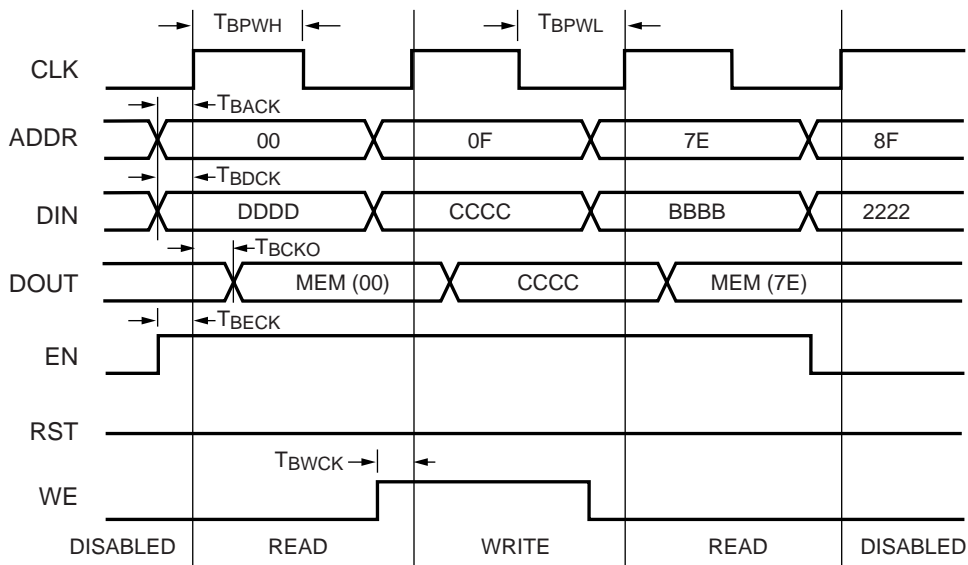 TBPWH TBPWL
CLK
TBACK
ADDR 00 0F 7E 8F
TBDCK
DIN DDDD CCCC BBBB 2222
TBCKO
DOUT MEM (00) CCCC MEM (7E)
TBECK
EN
RST
TBWCK
WE
DISABLED READ WRITE READ DISABLED